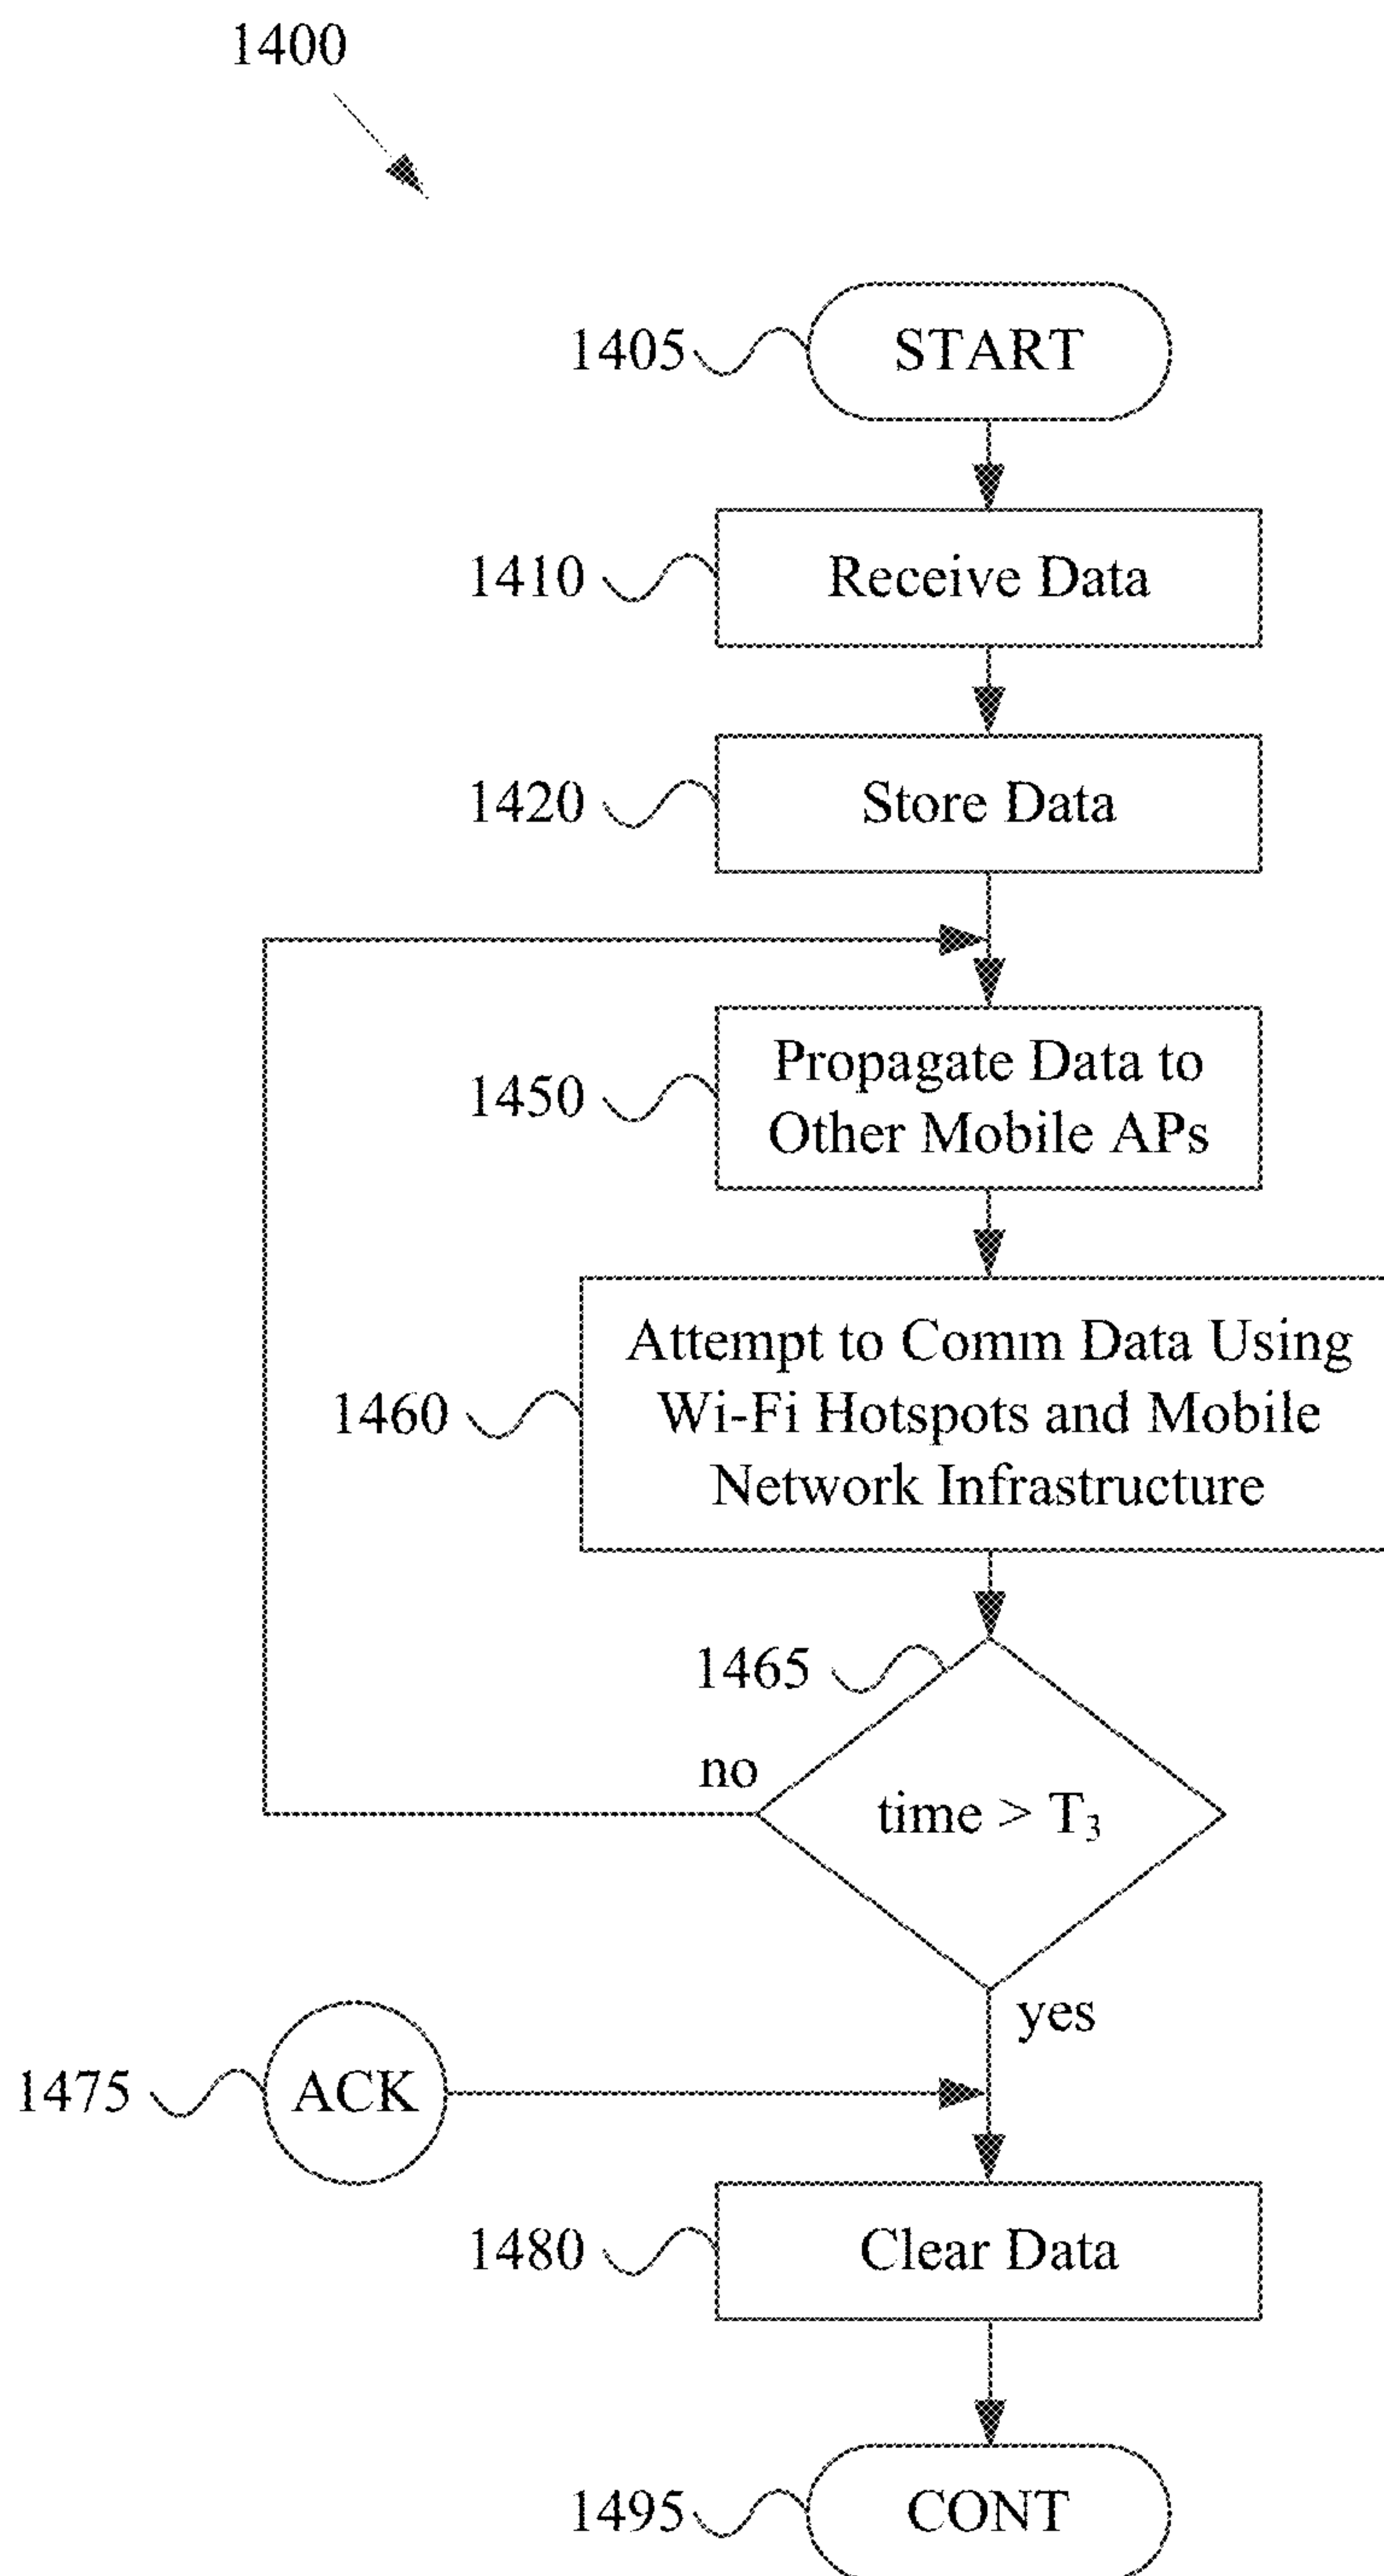 1400
1405
START
1410
Receive Data
1420
Store Data
1450
Propagate Data to
Other Mobile APs
1460
Attempt to Comm Data Using
Wi-Fi Hotspots and Mobile
Network Infrastructure
1465
no
time > T₃
yes
1475
ACK
1480
Clear Data
1495
CONT